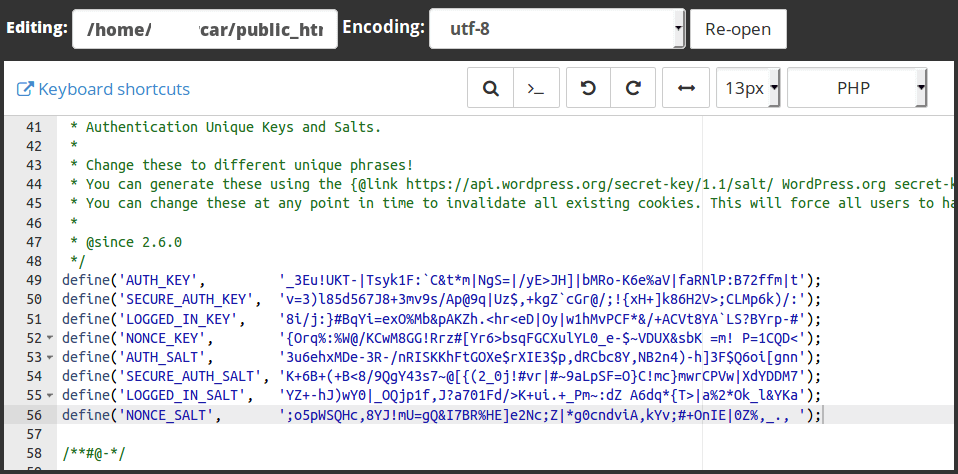 Editing: /home/ car/public_htm Encoding: utf-8 Re-open
Keyboard shortcuts 13px PHP
41 * Authentication Unique Keys and Salts.
42 *
43 * Change these to different unique phrases!
44 * You can generate these using the {@link https://api.wordpress.org/secret-key/1.1/salt/ WordPress.org secret-k
45 * You can change these at any point in time to invalidate all existing cookies. This will force all users to ha
46 *
47 * @since 2.6.0
48 */
49 define('AUTH_KEY', '_3Eu!UKT-|Tsyk1F:`C&t*m|NgS=|/yE>JH]|bMRo-K6e%aV|faRNlP:B72ffm|t');
50 define('SECURE_AUTH_KEY', 'v=3)l85d567J8+3mv9s/Ap@9q|Uz$,+kgZ`cGr@/;!{xH+]k86H2V>;CLMp6k)/:');
51 define('LOGGED_IN_KEY', '8i/j:}#BqYi=exO%Mb&pAKZh.<hr<eD|Oy|w1hMvPCF*&/+ACVt8YA`LS?BYrp-#');
52 define('NONCE_KEY', '{Orq%:%W@/KCwM8GG!Rrz#[Yr6>bsqFGCXulYL0_e-$~VDUX&sbK =m! P=1CQD<');
53 define('AUTH_SALT', '3u6ehxMDe-3R-/nRISKKhFtGOXe$rXIE3$p,dRCbc8Y,NB2n4)-h]3F$Q6oi[gnn');
54 define('SECURE_AUTH_SALT', 'K+6B+(+B<8/9QgY43s7~@[{(2_0j!#vr|#~9aLpSF=O}C!mc}mwrCPVw|XdYDDM7');
55 define('LOGGED_IN_SALT', 'YZ+-hJ)wY0|_OQjp1f,J?a701Fd/>K+ui.+_Pm~:dZ A6dq*{T>|a%2*Ok_l&YKa');
56 define('NONCE_SALT', ';o5pWSQHc,8YJ!mU=gQ&I7BR%HE]e2Nc;Z|*g0cndviA,kYv;#+OnIE|0Z%,_., ');
57
58 /**#@-*/